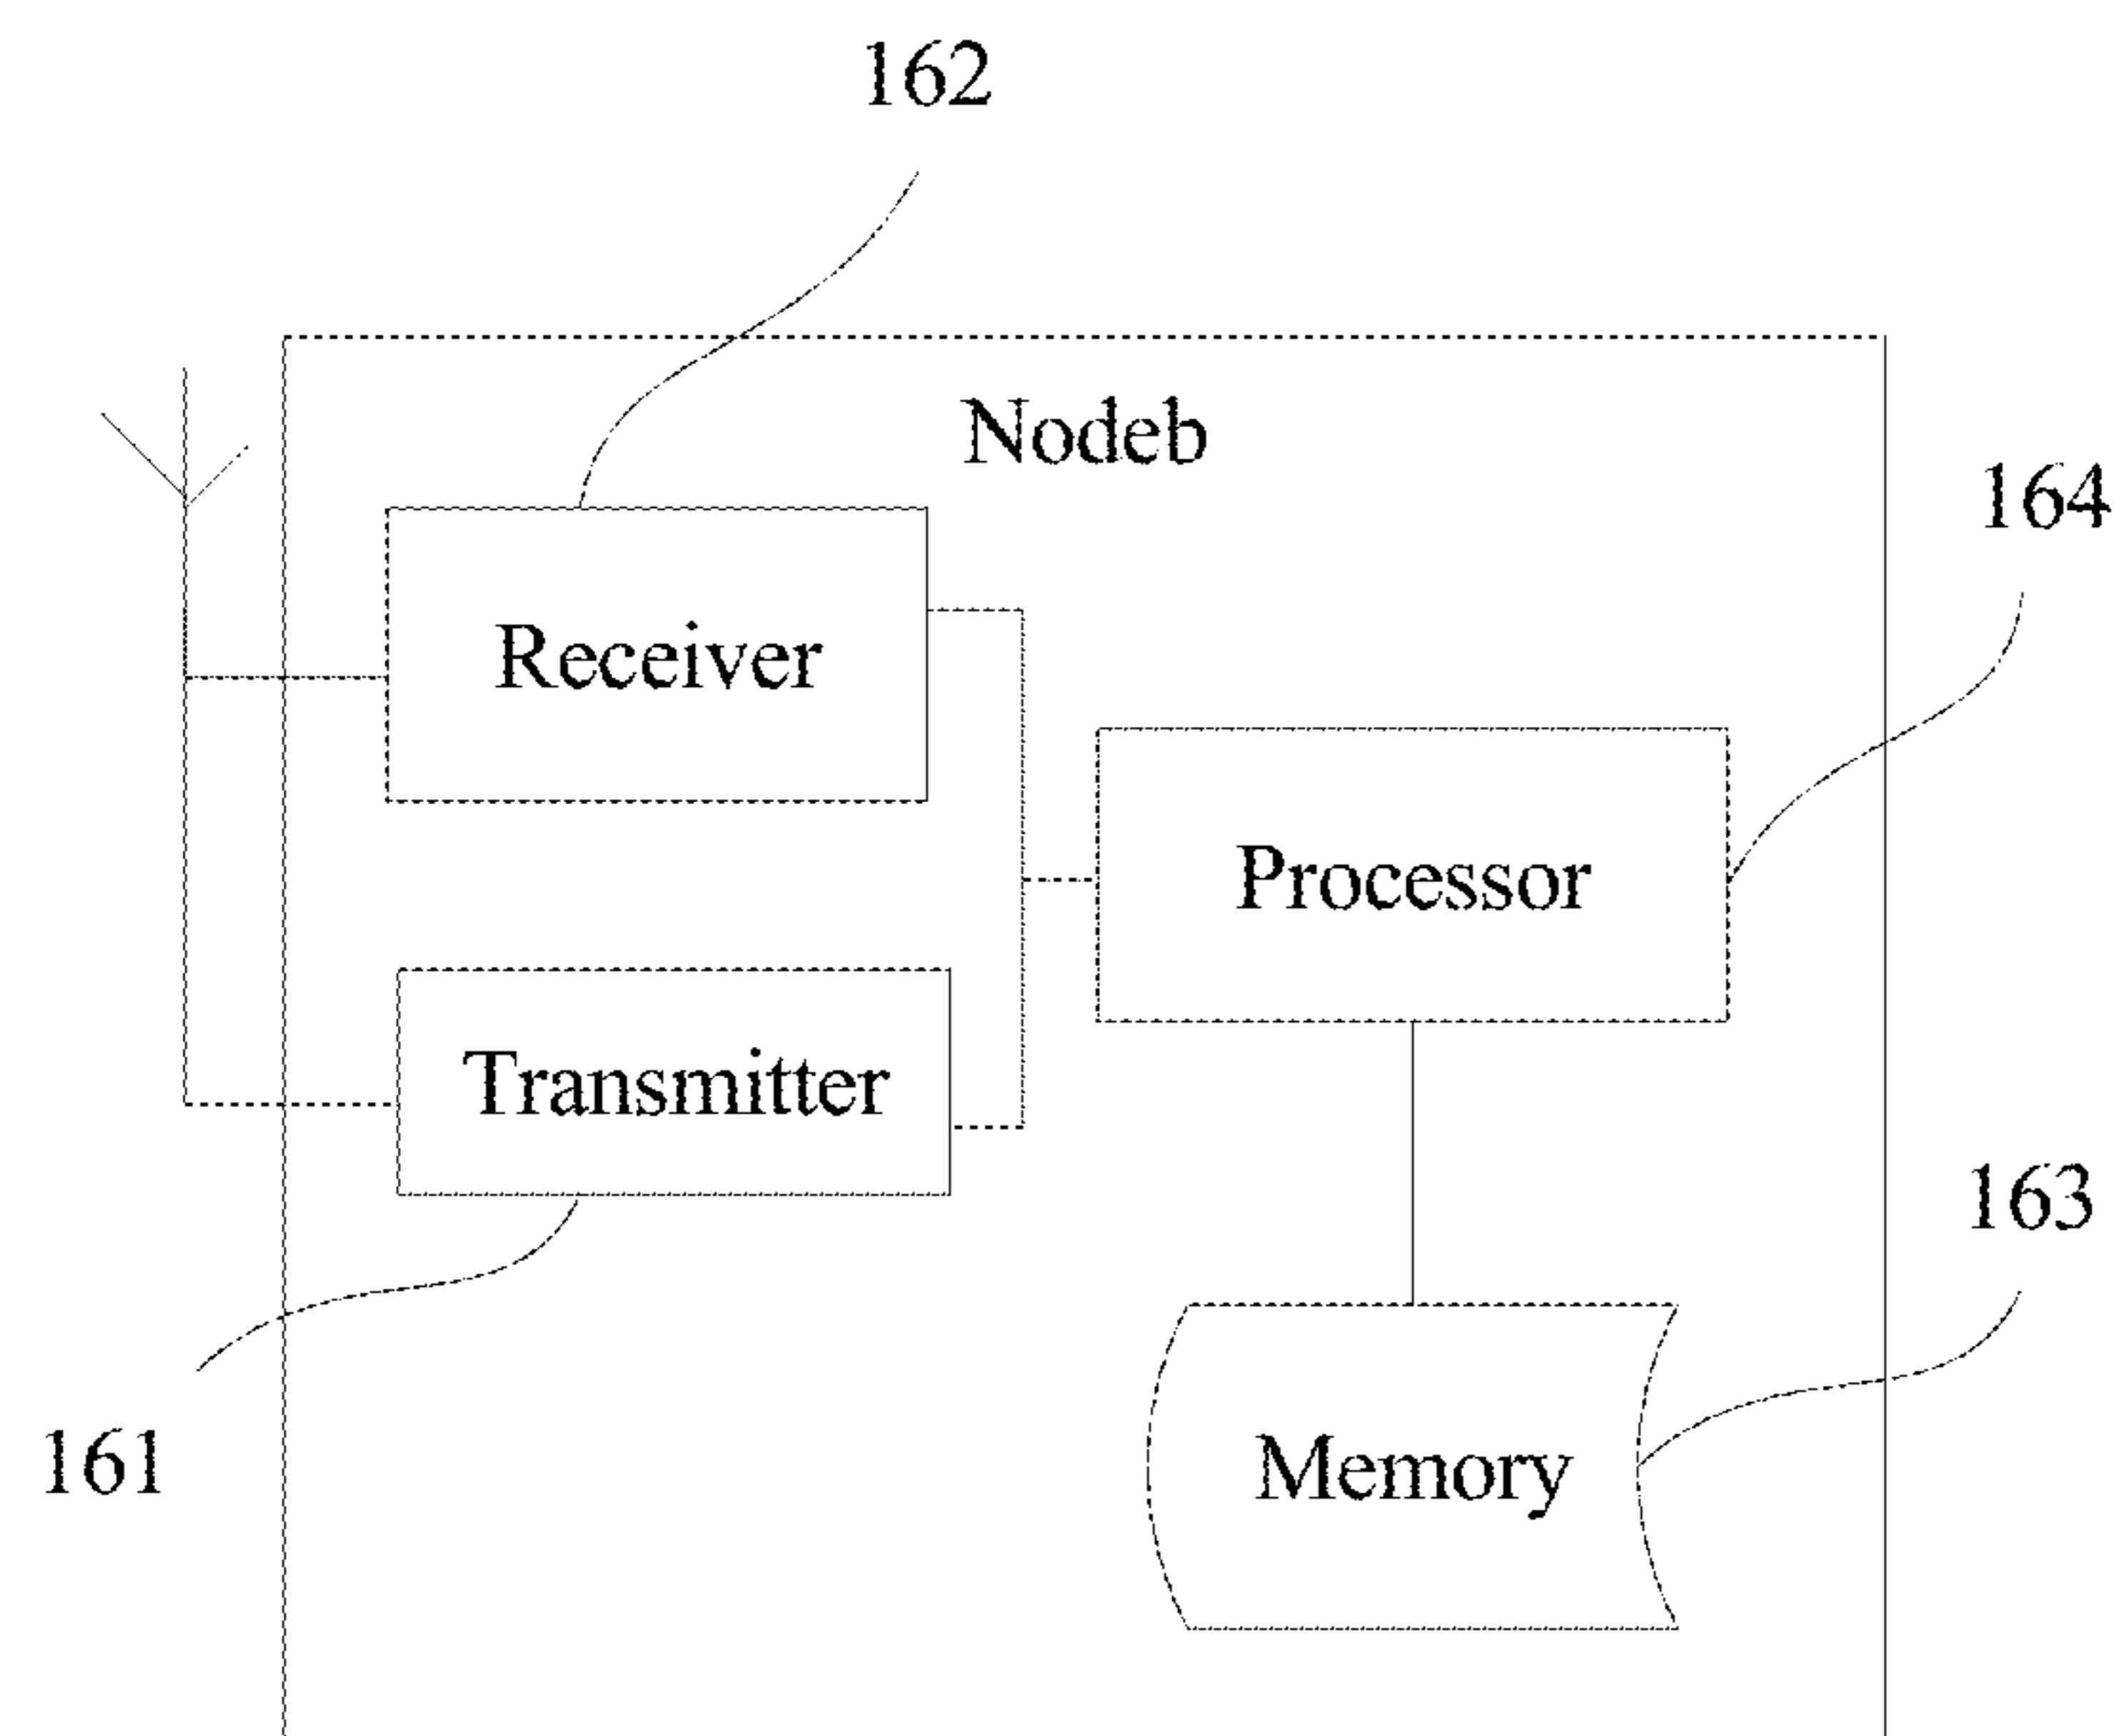 162
Nodeb
164
Receiver
Processor
Transmitter
163
161
Memory